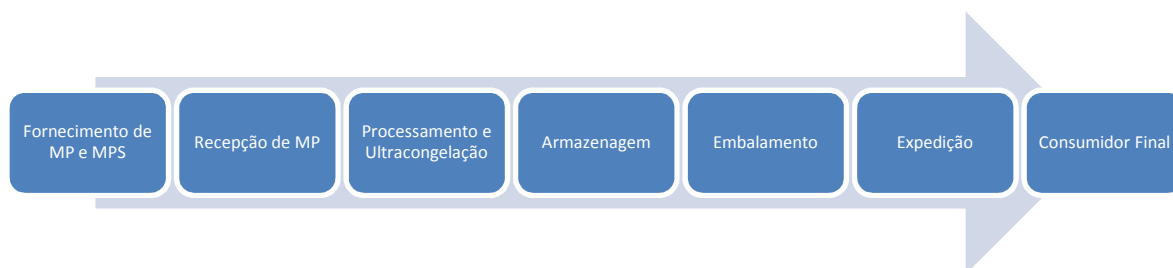 Fornecimento de
MP e MPS
Recepção de MP
Processamento e
Ultracongelação
Armazenagem
Embalamento
Expedição
Consumidor Final